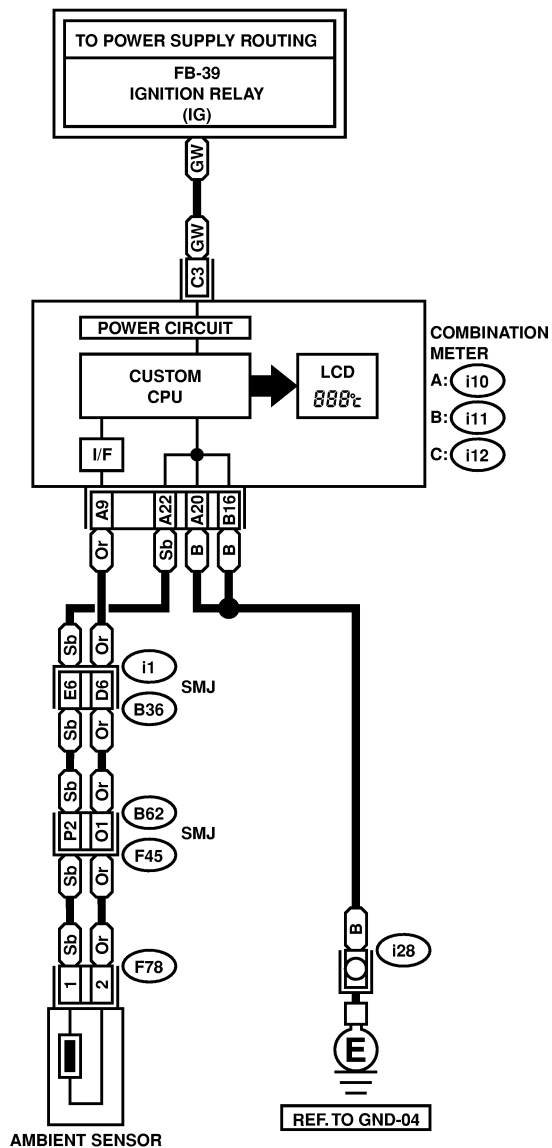 TO POWER SUPPLY ROUTING
FB-39
IGNITION RELAY
(IG)
GW
GW
C3
POWER CIRCUIT
CUSTOM
CPU
LCD
888℃
I/F
COMBINATION
METER
A: i10
B: i11
C: i12
A9
A22
A20
B16
Or
Sb
B
B
Sb
Or
i1
E6
D6
SMJ
B36
Sb
Or
Sb
Or
B62
P2
O1
SMJ
F45
Sb
Or
Sb
Or
F78
1
2
B
i28
E
REF. TO GND-04
AMBIENT SENSOR